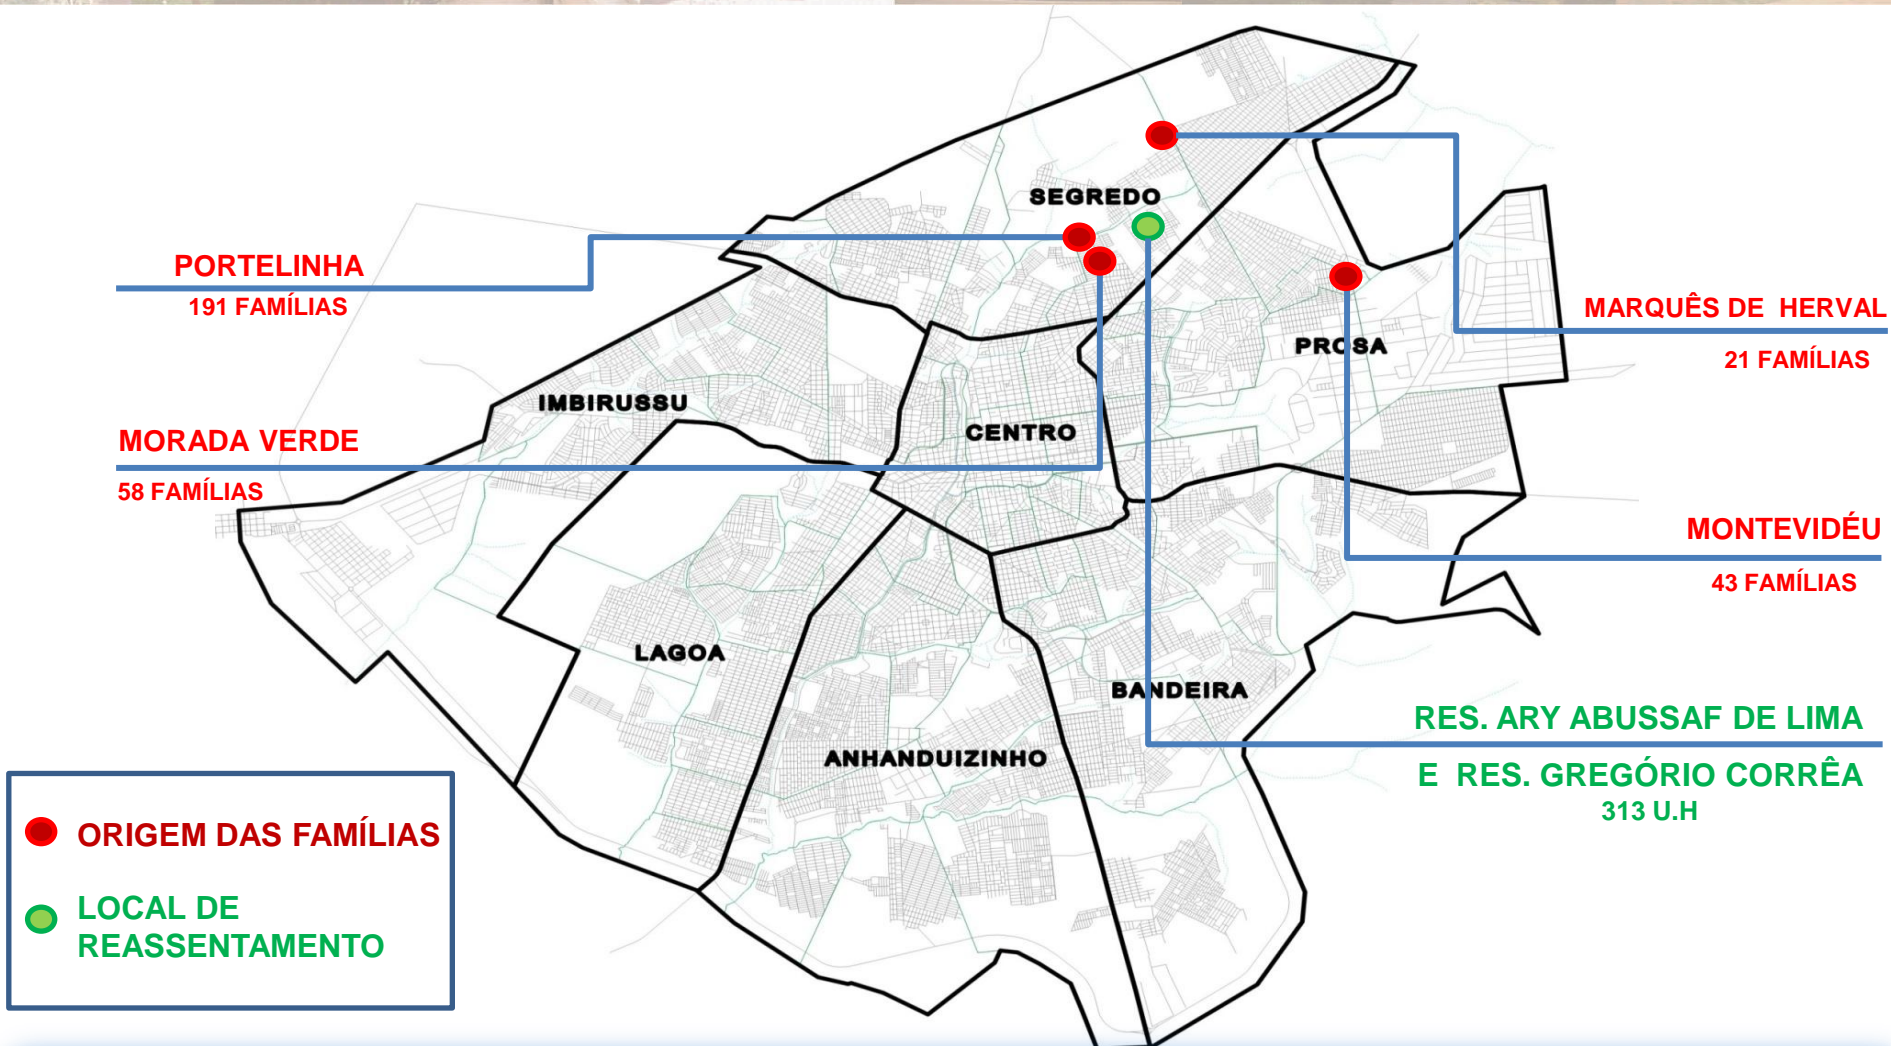 SEGREDO
PORTELINHA
191 FAMÍLIAS
MARQUÊS DE HERVAL
21 FAMÍLIAS
PROSA
IMBIRUSSU
CENTRO
MORADA VERDE
58 FAMÍLIAS
MONTEVIDÉU
43 FAMÍLIAS
LAGOA
BANDEIRA
RES. ARY ABUSSAF DE LIMA
E RES. GREGÓRIO CORRÊA
313 U.H
ANHANDUIZINHO
ORIGEM DAS FAMÍLIAS
LOCAL DE
REASSENTAMENTO